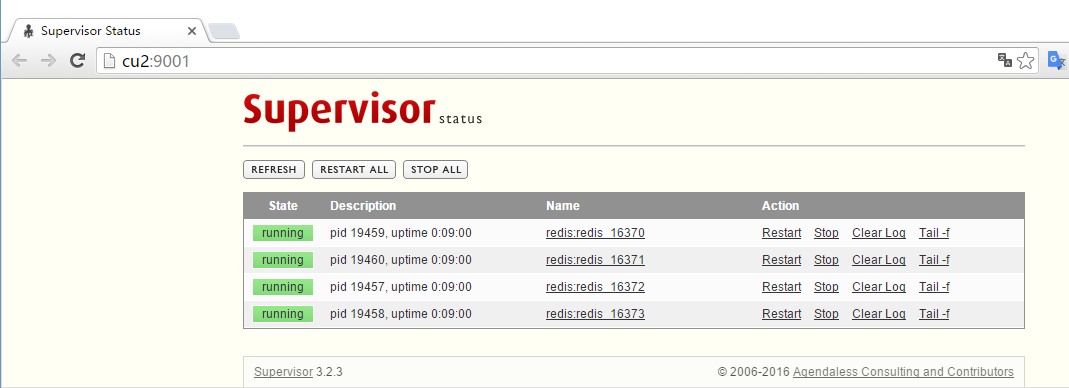 Supervisor Status
cu2:9001
Supervisor status
REFRESH RESTART ALL STOP ALL
State Description Name Action
running pid 19459, uptime 0:09:00 redis:redis_16370 Restart Stop Clear Log Tail -f
running pid 19460, uptime 0:09:00 redis:redis_16371 Restart Stop Clear Log Tail -f
running pid 19457, uptime 0:09:00 redis:redis_16372 Restart Stop Clear Log Tail -f
running pid 19458, uptime 0:09:00 redis:redis_16373 Restart Stop Clear Log Tail -f
Supervisor 3.2.3 © 2006-2016 Agendaless Consulting and Contributors